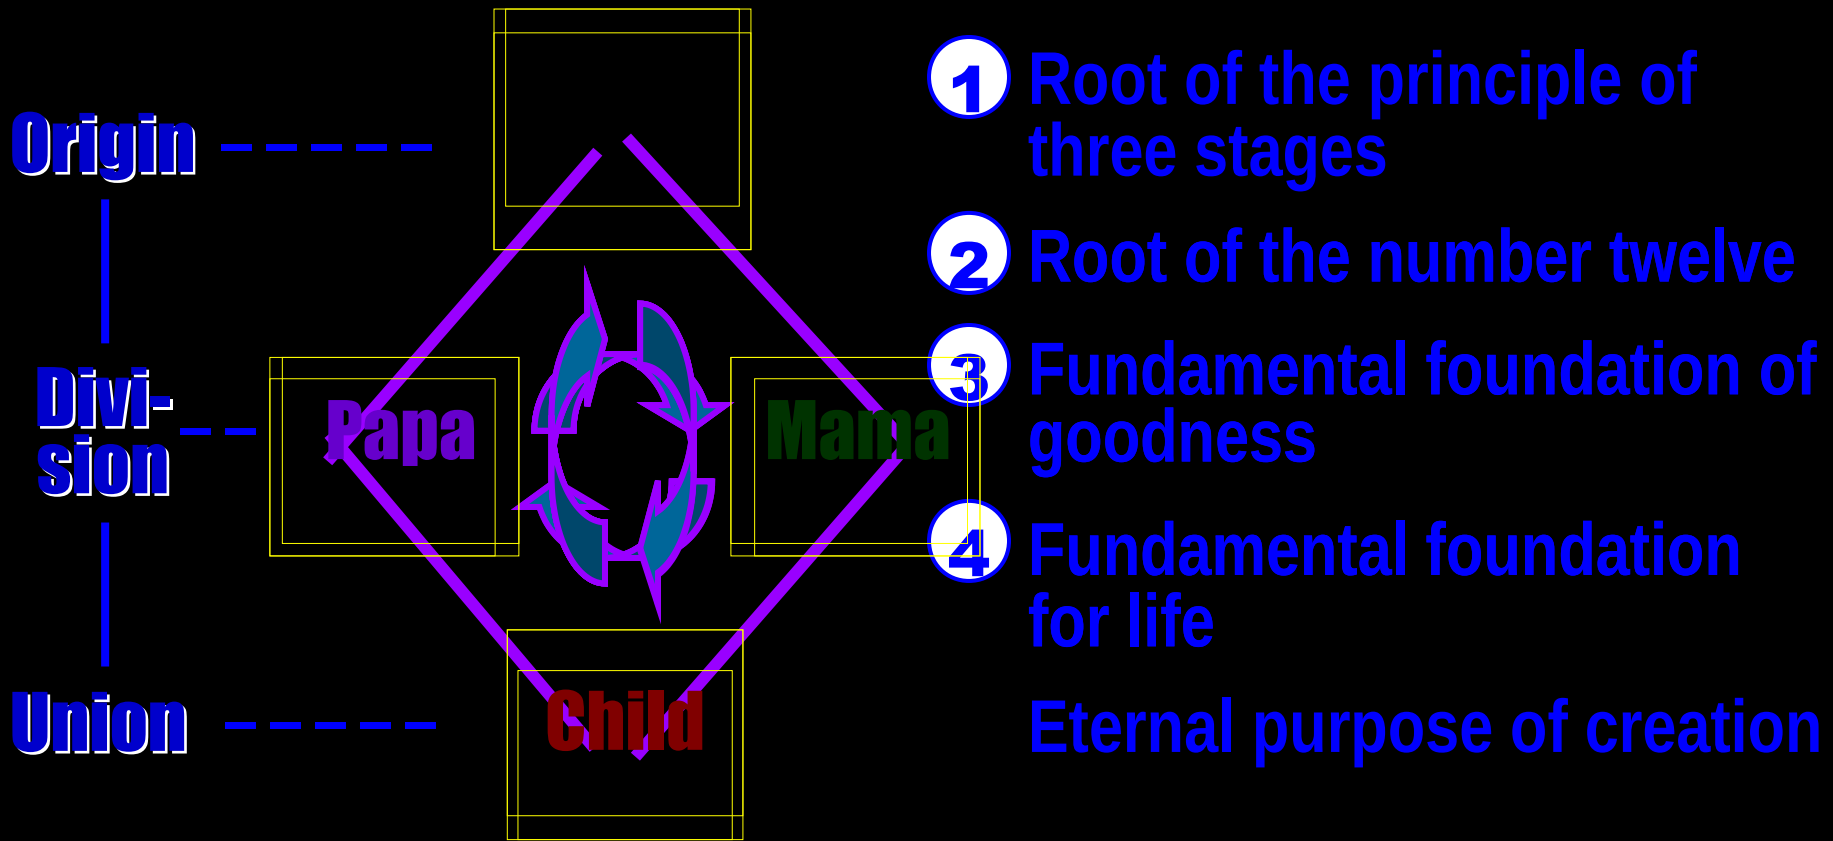 Origin
Divi-
sion
Union
Papa
Mama
Child
1 Root of the principle of
three stages
2 Root of the number twelve
3 Fundamental foundation of
goodness
4 Fundamental foundation
for life
Eternal purpose of creation